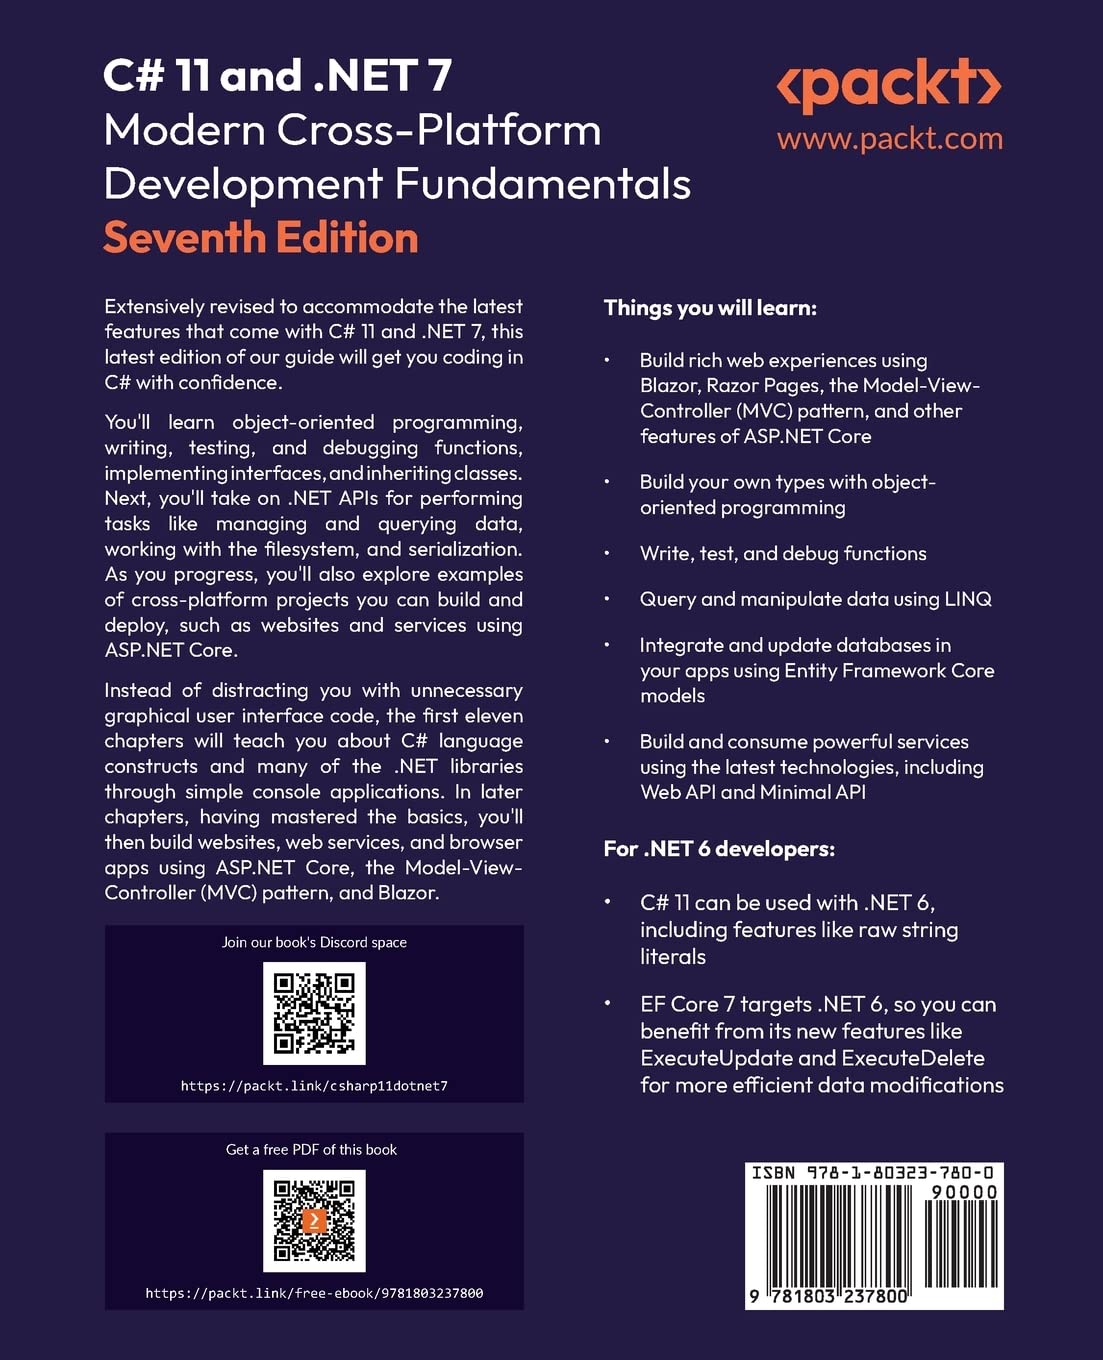 C# 11 and .NET 7
Modern Cross-Platform
Development Fundamentals
Seventh Edition
<packt>
www.packt.com
Extensively revised to accommodate the latest
features that come with C# 11 and .NET 7, this
latest edition of our guide will get you coding in
C# with confidence.
You'll learn object-oriented programming,
writing, testing, and debugging functions,
implementing interfaces, and inheriting classes.
Next, you'll take on .NET APIs for performing
tasks like managing and querying data,
working with the filesystem, and serialization.
As you progress, you'll also explore examples
of cross-platform projects you can build and
deploy, such as websites and services using
ASP.NET Core.
Instead of distracting you with unnecessary
graphical user interface code, the first eleven
chapters will teach you about C# language
constructs and many of the .NET libraries
through simple console applications. In later
chapters, having mastered the basics, you'll
then build websites, web services, and browser
apps using ASP.NET Core, the Model-View-
Controller (MVC) pattern, and Blazor.
Join our book's Discord space
https://packt.link/csharp11dotnet7
Get a free PDF of this book
https://packt.link/free-ebook/9781803237800
Things you will learn:
• Build rich web experiences using
Blazor, Razor Pages, the Model-View-
Controller (MVC) pattern, and other
features of ASP.NET Core
• Build your own types with object-
oriented programming
• Write, test, and debug functions
• Query and manipulate data using LINQ
• Integrate and update databases in
your apps using Entity Framework Core
models
• Build and consume powerful services
using the latest technologies, including
Web API and Minimal API
For .NET 6 developers:
• C# 11 can be used with .NET 6,
including features like raw string
literals
• EF Core 7 targets .NET 6, so you can
benefit from its new features like
ExecuteUpdate and ExecuteDelete
for more efficient data modifications
ISBN 978-1-80323-780-0
90000
9 781803 237800